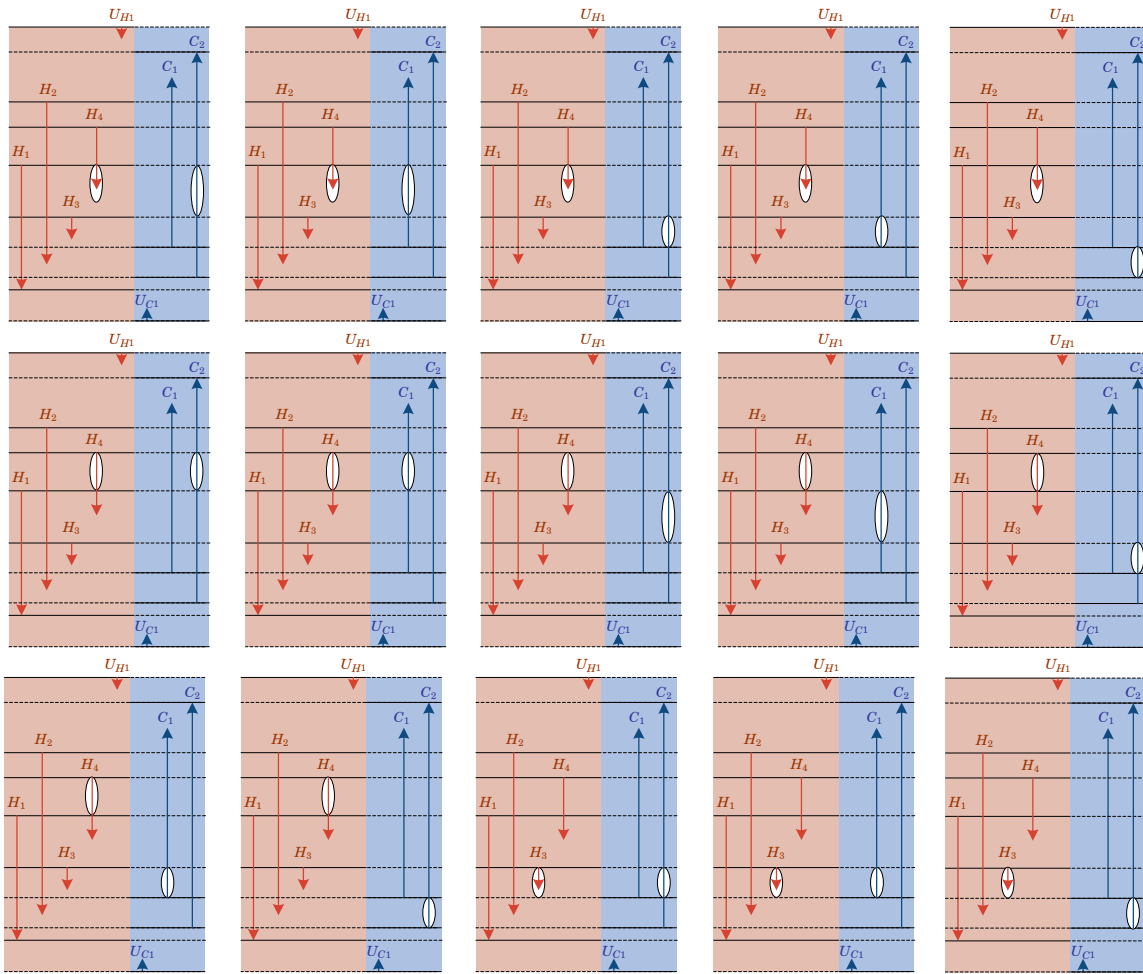 U_{H1} U_{H1} U_{H1} U_{H1} U_{H1}
C_2 C_2 C_2 C_2 C_2
C_1 C_1 C_1 C_1 C_1
H_2 H_2 H_2 H_2 H_2
H_4 H_4 H_4 H_4 H_4
H_1 H_1 H_1 H_1 H_1
H_3 H_3 H_3 H_3 H_3
U_{C1} U_{C1} U_{C1} U_{C1} U_{C1}
U_{H1} U_{H1} U_{H1} U_{H1} U_{H1}
C_2 C_2 C_2 C_2 C_2
C_1 C_1 C_1 C_1 C_1
H_2 H_2 H_2 H_2 H_2
H_4 H_4 H_4 H_4 H_4
H_1 H_1 H_1 H_1 H_1
H_3 H_3 H_3 H_3 H_3
U_{C1} U_{C1} U_{C1} U_{C1} U_{C1}
U_{H1} U_{H1} U_{H1} U_{H1} U_{H1}
C_2 C_2 C_2 C_2 C_2
C_1 C_1 C_1 C_1 C_1
H_2 H_2 H_2 H_2 H_2
H_4 H_4 H_4 H_4 H_4
H_1 H_1 H_1 H_1 H_1
H_3 H_3 H_3 H_3 H_3
U_{C1} U_{C1} U_{C1} U_{C1} U_{C1}